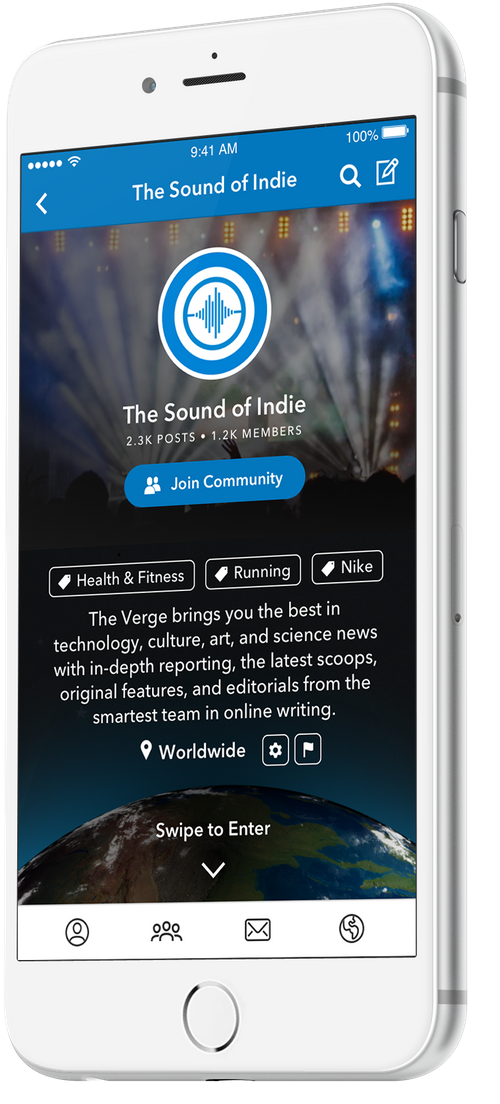 9:41 AM
100%
The Sound of Indie
The Sound of Indie
2.3K POSTS • 1.2K MEMBERS
Join Community
Health & Fitness
Running
Nike
The Verge brings you the best in
technology, culture, art, and science news
with in-depth reporting, the latest scoops,
original features, and editorials from the
smartest team in online writing.
Worldwide
Swipe to Enter